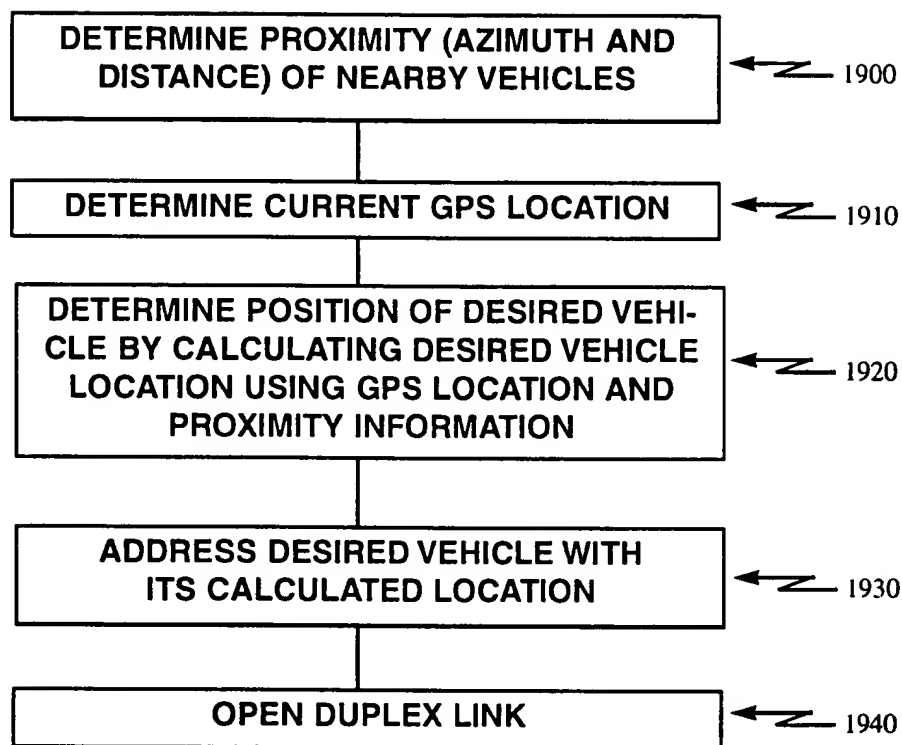 DETERMINE PROXIMITY (AZIMUTH AND
DISTANCE) OF NEARBY VEHICLES
1900
DETERMINE CURRENT GPS LOCATION
1910
DETERMINE POSITION OF DESIRED VEHI-
CLE BY CALCULATING DESIRED VEHICLE
LOCATION USING GPS LOCATION AND
PROXIMITY INFORMATION
1920
ADDRESS DESIRED VEHICLE WITH
ITS CALCULATED LOCATION
1930
OPEN DUPLEX LINK
1940